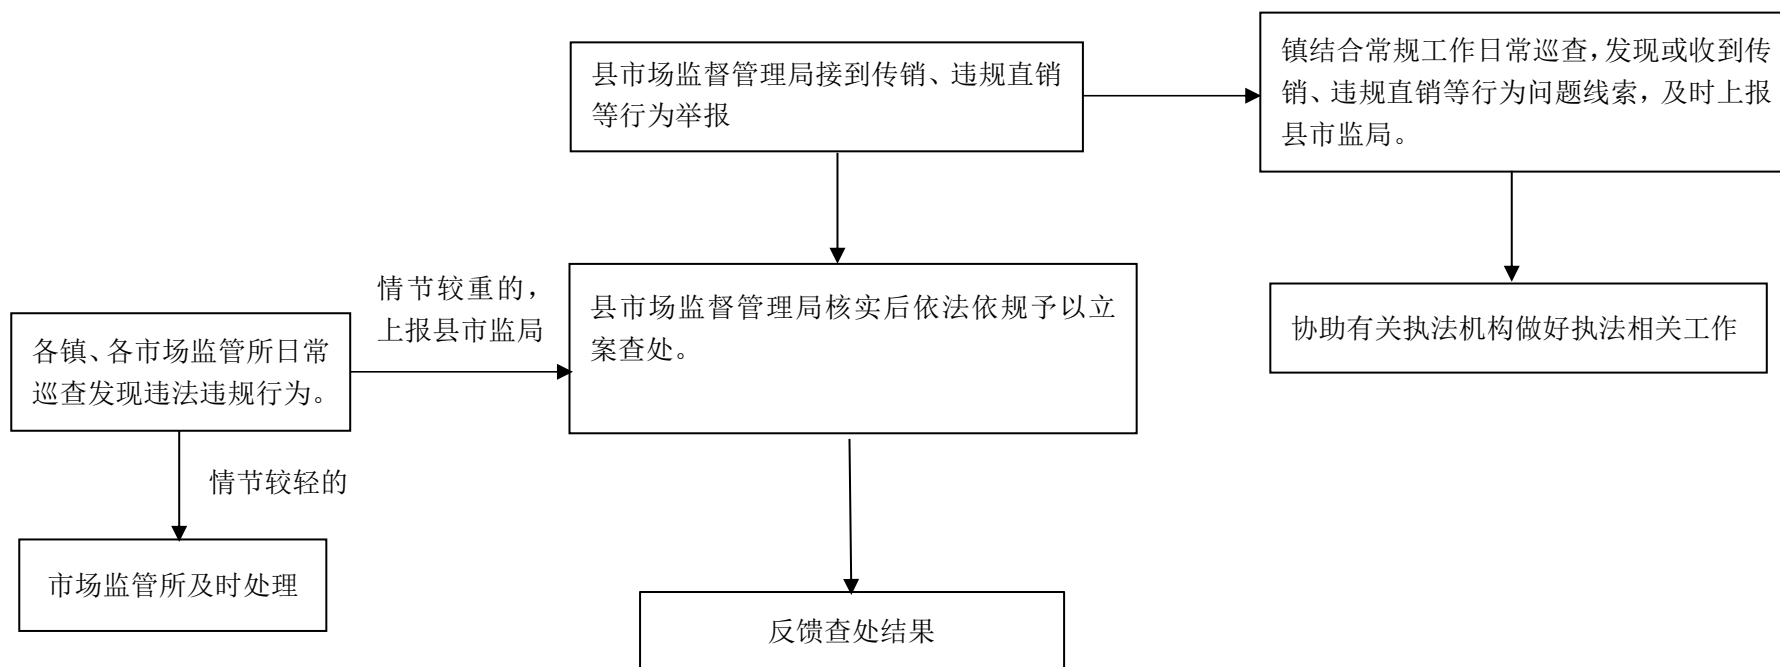 县市场监督管理局接到传销、违规直销
等行为举报
镇结合常规工作日常巡查，发现或收到传
销、违规直销等行为问题线索，及时上报
县市监局。
情节较重的，
上报县市监局
县市场监督管理局核实后依法依规予以立
案查处。
协助有关执法机构做好执法相关工作
各镇、各市场监管所日常
巡查发现违法违规行为。
情节较轻的
市场监管所及时处理
反馈查处结果